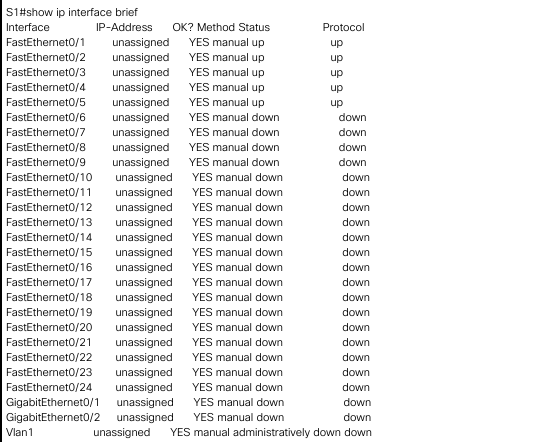 S1#show ip interface brief
Interface IP-Address OK? Method Status Protocol
FastEthernet0/1 unassigned YES manual up up
FastEthernet0/2 unassigned YES manual up up
FastEthernet0/3 unassigned YES manual up up
FastEthernet0/4 unassigned YES manual up up
FastEthernet0/5 unassigned YES manual up up
FastEthernet0/6 unassigned YES manual down down
FastEthernet0/7 unassigned YES manual down down
FastEthernet0/8 unassigned YES manual down down
FastEthernet0/9 unassigned YES manual down down
FastEthernet0/10 unassigned YES manual down down
FastEthernet0/11 unassigned YES manual down down
FastEthernet0/12 unassigned YES manual down down
FastEthernet0/13 unassigned YES manual down down
FastEthernet0/14 unassigned YES manual down down
FastEthernet0/15 unassigned YES manual down down
FastEthernet0/16 unassigned YES manual down down
FastEthernet0/17 unassigned YES manual down down
FastEthernet0/18 unassigned YES manual down down
FastEthernet0/19 unassigned YES manual down down
FastEthernet0/20 unassigned YES manual down down
FastEthernet0/21 unassigned YES manual down down
FastEthernet0/22 unassigned YES manual down down
FastEthernet0/23 unassigned YES manual down down
FastEthernet0/24 unassigned YES manual down down
GigabitEthernet0/1 unassigned YES manual down down
GigabitEthernet0/2 unassigned YES manual down down
Vlan1 unassigned YES manual administratively down down